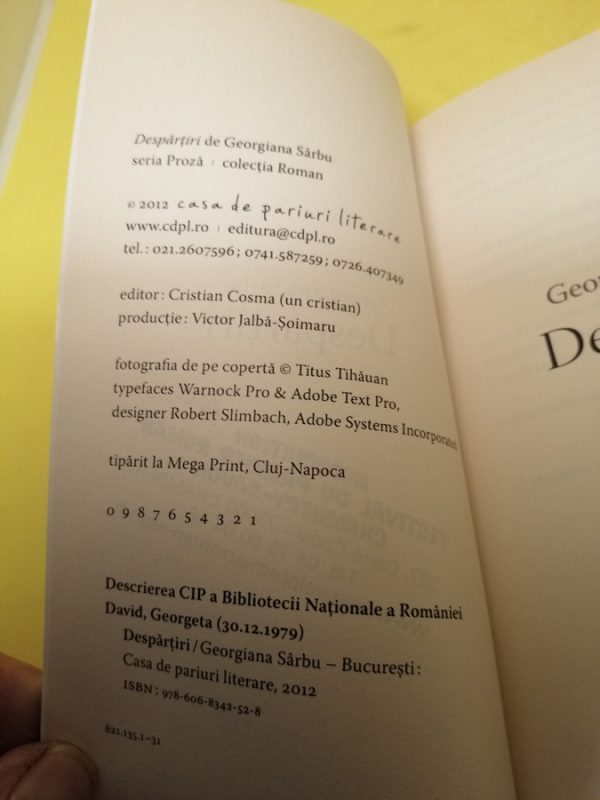 Despărțiri de Georgiana Sârbu
seria Proză | colecția Roman
© 2012 casa de pariuri literare
www.cdpl.ro | editura@cdpl.ro
tel.: 021.2607596; 0741.587259; 0726.407349
editor: Cristian Cosma (un cristian)
producție: Victor Jalbă-Șoimaru
fotografia de pe copertă © Titus Tihăuan
typefaces Warnock Pro & Adobe Text Pro,
designer Robert Slimbach, Adobe Systems Incorporated
tipărit la Mega Print, Cluj-Napoca
0 9 8 7 6 5 4 3 2 1
Descrierea CIP a Bibliotecii Naționale a României
David, Georgeta (30.12.1979)
Despărțiri / Georgiana Sârbu – București:
Casa de pariuri literare, 2012
ISBN: 978-606-8342-52-8
821.135.1-31
Geor
De